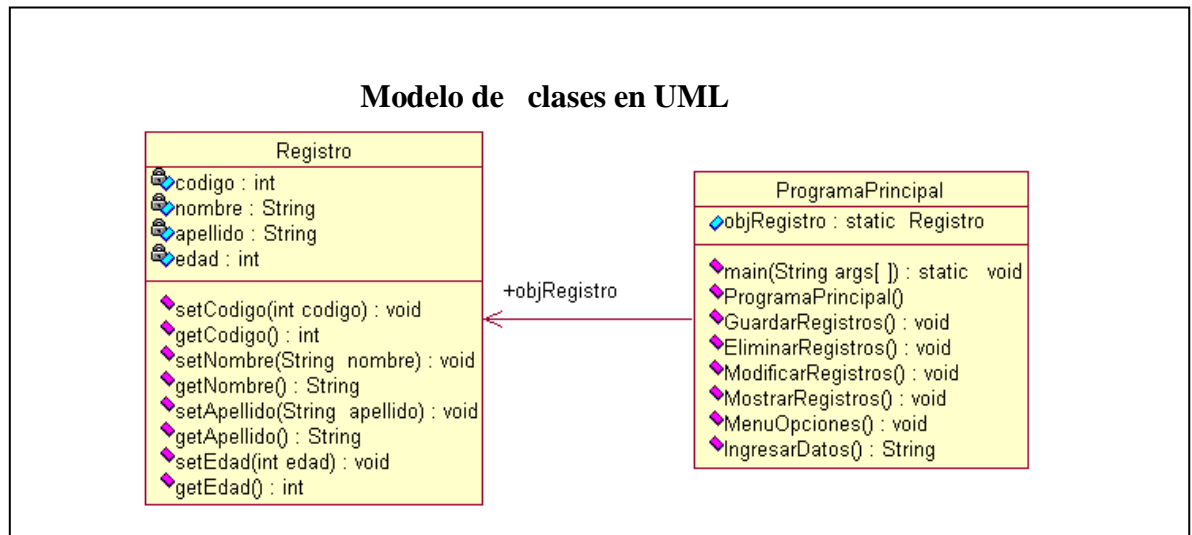 Modelo de clases en UML
Registro
codigo : int
nombre : String
apellido : String
edad : int
setCodigo(int codigo) : void
getCodigo() : int
setNombre(String nombre) : void
getNombre() : String
setApellido(String apellido) : void
getApellido() : String
setEdad(int edad) : void
getEdad() : int
+objRegistro
ProgramaPrincipal
objRegistro : static Registro
main(String args[ ]) : static void
ProgramaPrincipal()
GuardarRegistros() : void
EliminarRegistros() : void
ModificarRegistros() : void
MostrarRegistros() : void
MenuOpciones() : void
IngresarDatos() : String